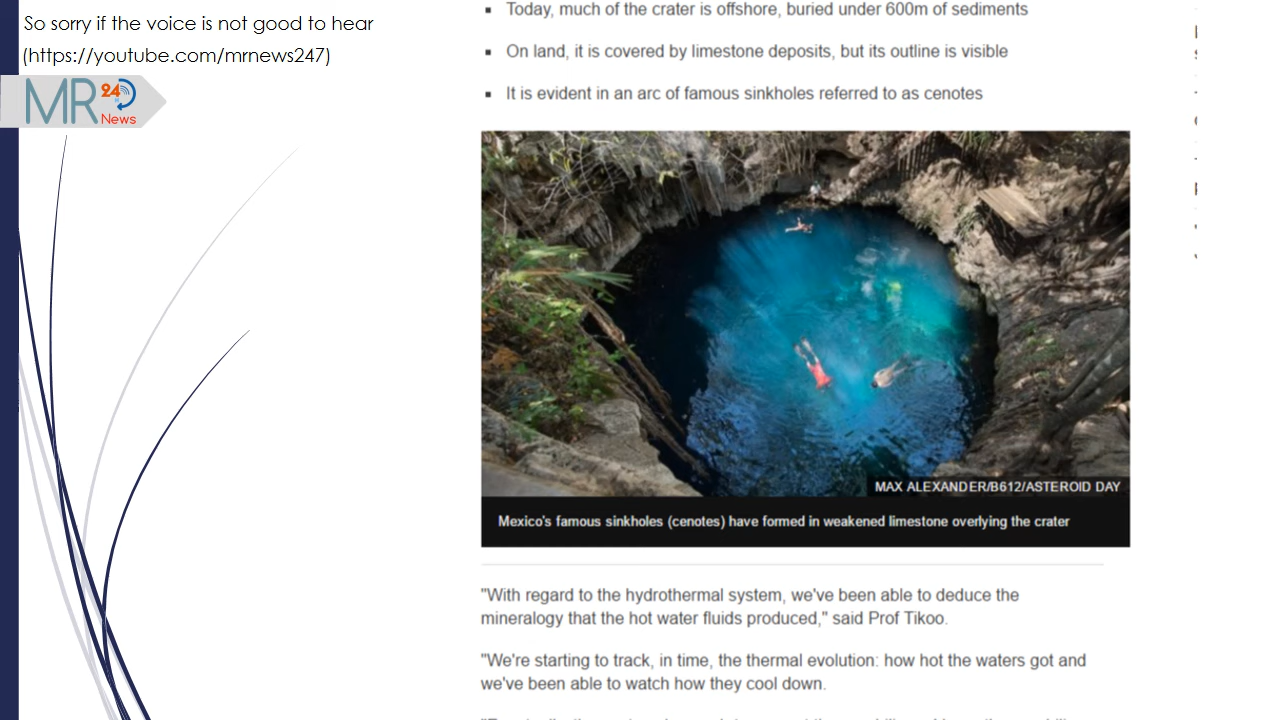 So sorry if the voice is not good to hear
(https://youtube.com/mrnews247)
MR 24
News
Today, much of the crater is offshore, buried under 600m of sediments
On land, it is covered by limestone deposits, but its outline is visible
It is evident in an arc of famous sinkholes referred to as cenotes
MAX ALEXANDER/B612/ASTEROID DAY
Mexico's famous sinkholes (cenotes) have formed in weakened limestone overlying the crater
"With regard to the hydrothermal system, we've been able to deduce the
mineralogy that the hot water fluids produced," said Prof Tikoo.
"We're starting to track, in time, the thermal evolution: how hot the waters got and
we've been able to watch how they cool down.